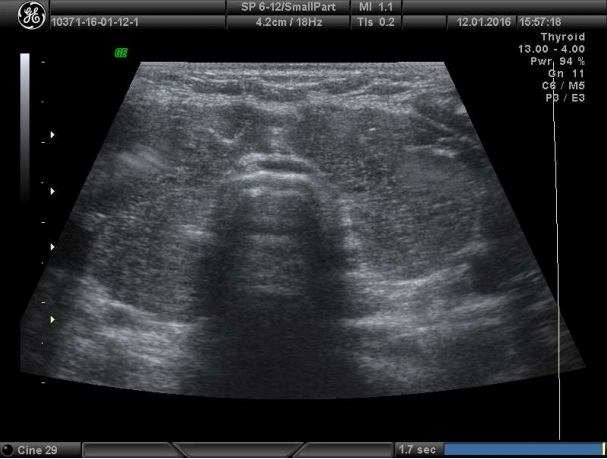 SP 6-12/SmallPart MI 1.1
10371-16-01-12-1 4.2cm / 18Hz Tls 0.2 12.01.2016 15:57:18
GE
Thyroid
13.00 - 4.00
Pwr 94 %
Gn 11
C6 / M5
P3 / E3
Cine 29 1.7 sec